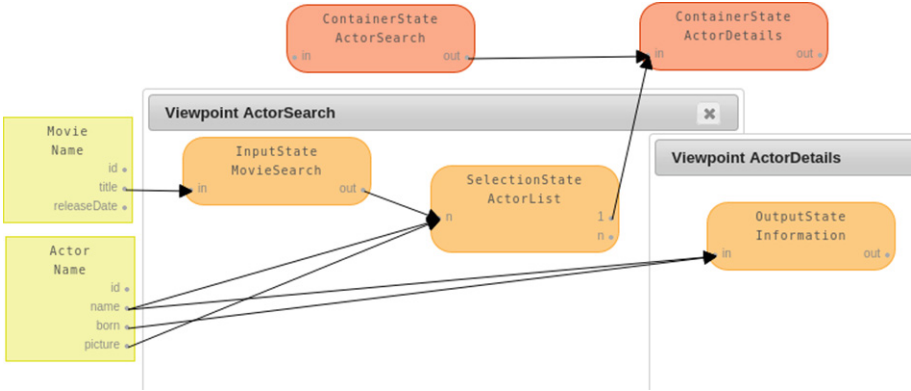 ContainerState
ActorSearch
in out
ContainerState
ActorDetails
in out
Viewpoint ActorSearch
Movie
Name
id
title
releaseDate
InputState
MovieSearch
in out
SelectionState
ActorList
n 1
n
Viewpoint ActorDetails
OutputState
Information
in out
Actor
Name
id
name
born
picture